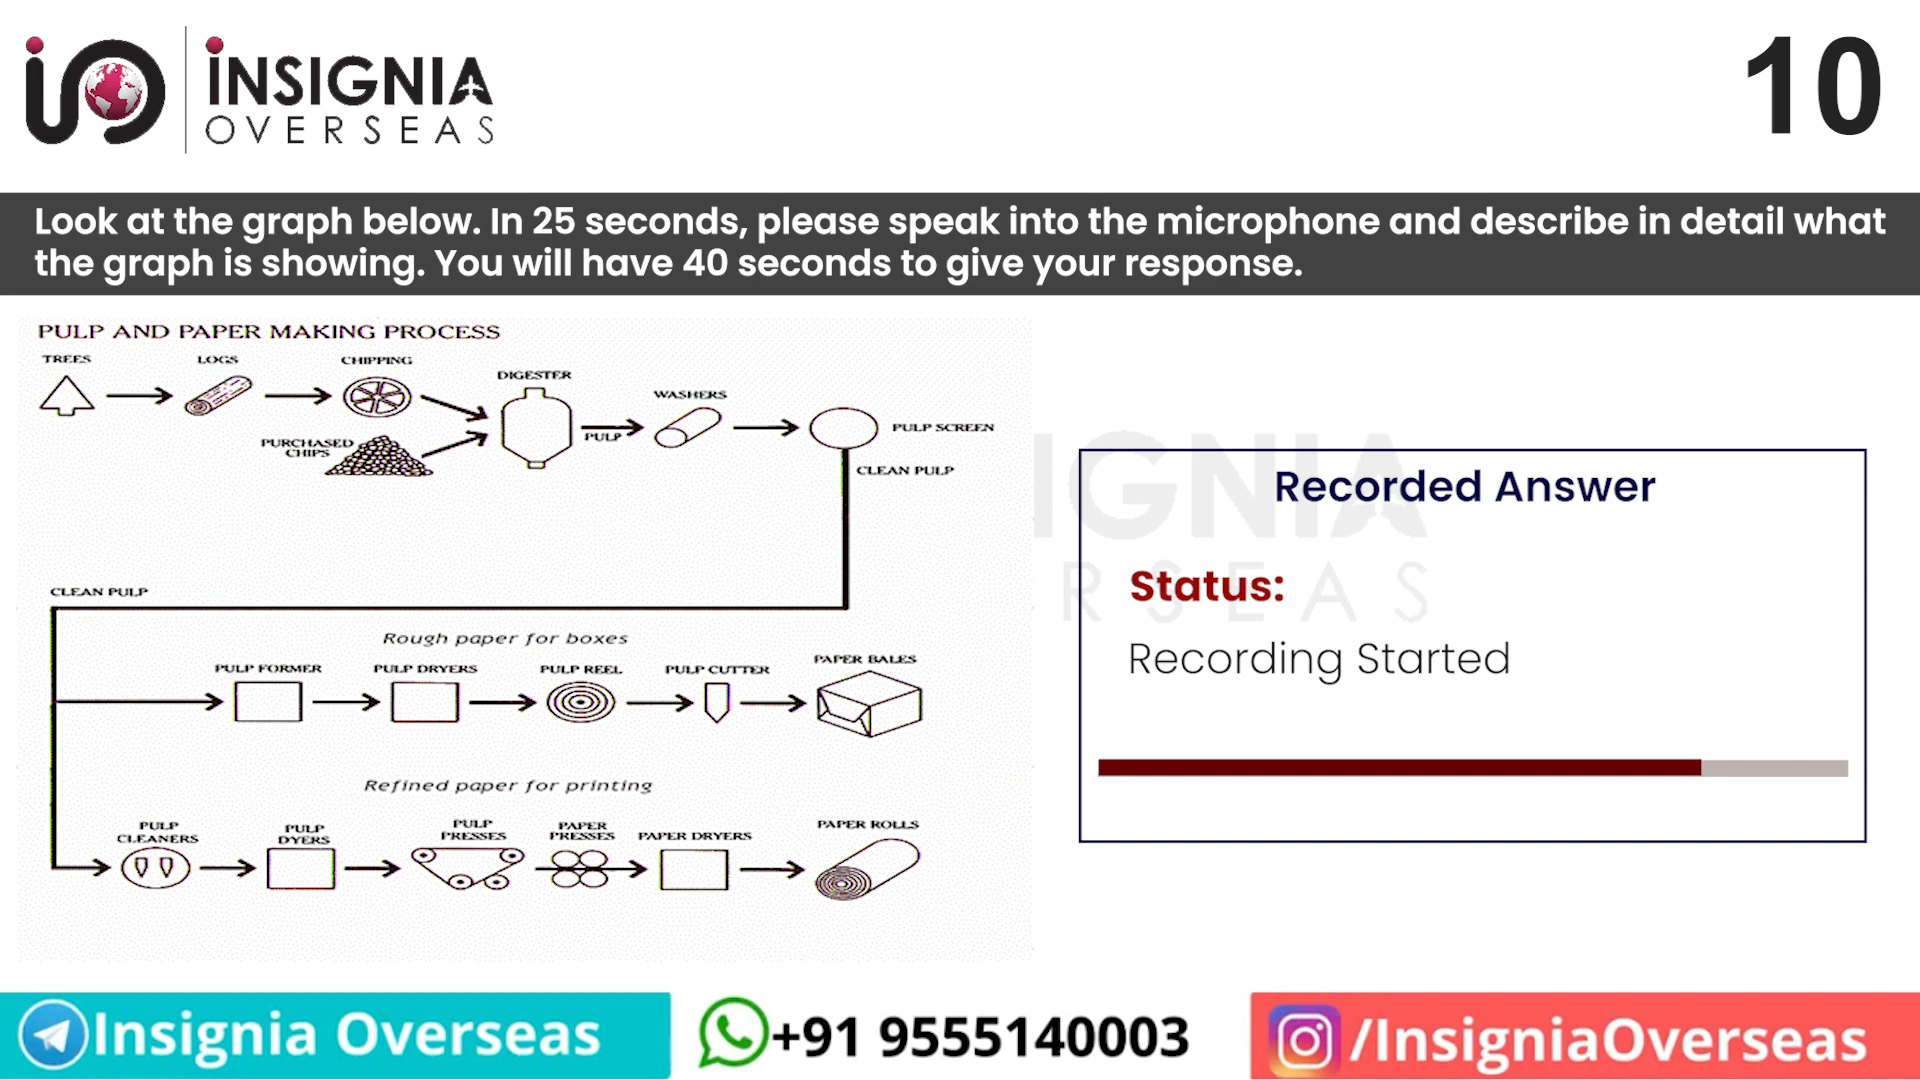 iNSIGNIA
OVERSEAS
10
Look at the graph below. In 25 seconds, please speak into the microphone and describe in detail what
the graph is showing. You will have 40 seconds to give your response.
PULP AND PAPER MAKING PROCESS
TREES
LOGS
CHIPPING
DIGESTER
WASHERS
PURCHASED
CHIPS
PULP
PULP SCREEN
CLEAN PULP
CLEAN PULP
Rough paper for boxes
PULP FORMER
PULP DRYERS
PULP REEL
PULP CUTTER
PAPER BALES
Refined paper for printing
PULP
CLEANERS
PULP
DYERS
PULP
PRESSES
PAPER
PRESSES
PAPER DRYERS
PAPER ROLLS
IGNIA
RSEAS
Recorded Answer
Status:
Recording Started
Insignia Overseas
+91 9555140003
/InsigniaOverseas